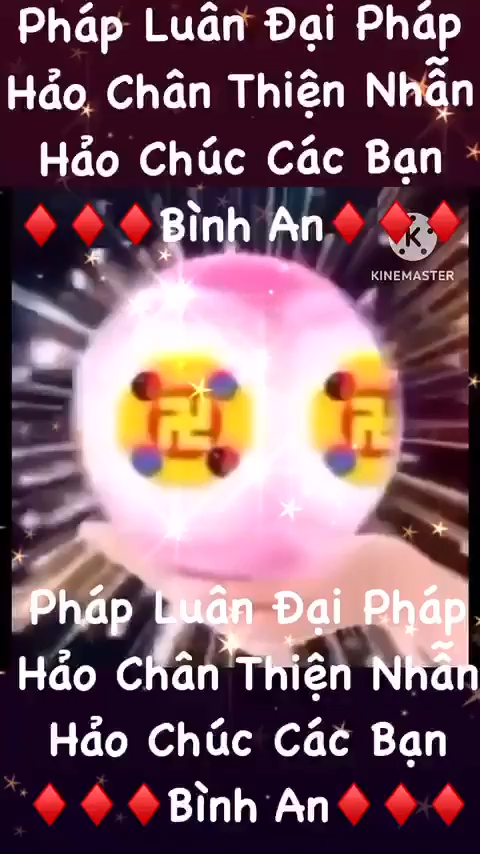 Pháp Luân Đại Pháp
Hảo Chân Thiện Nhẫn
Hảo Chúc Các Bạn
♦️♦️♦️Bình An♦️♦️♦️
K
KINEMASTER
Pháp Luân Đại Pháp
Hảo Chân Thiện Nhẫn
Hảo Chúc Các Bạn
♦️♦️♦️Bình An♦️♦️♦️